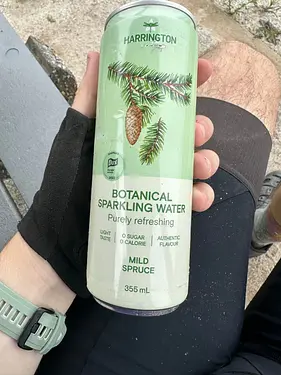 HARRINGTON
BOTANICAL
SPARKLING WATER
Purely refreshing
LIGHT TASTE | 0 SUGAR 0 CALORIE | AUTHENTIC FLAVOUR
MILD
SPRUCE
355 mL